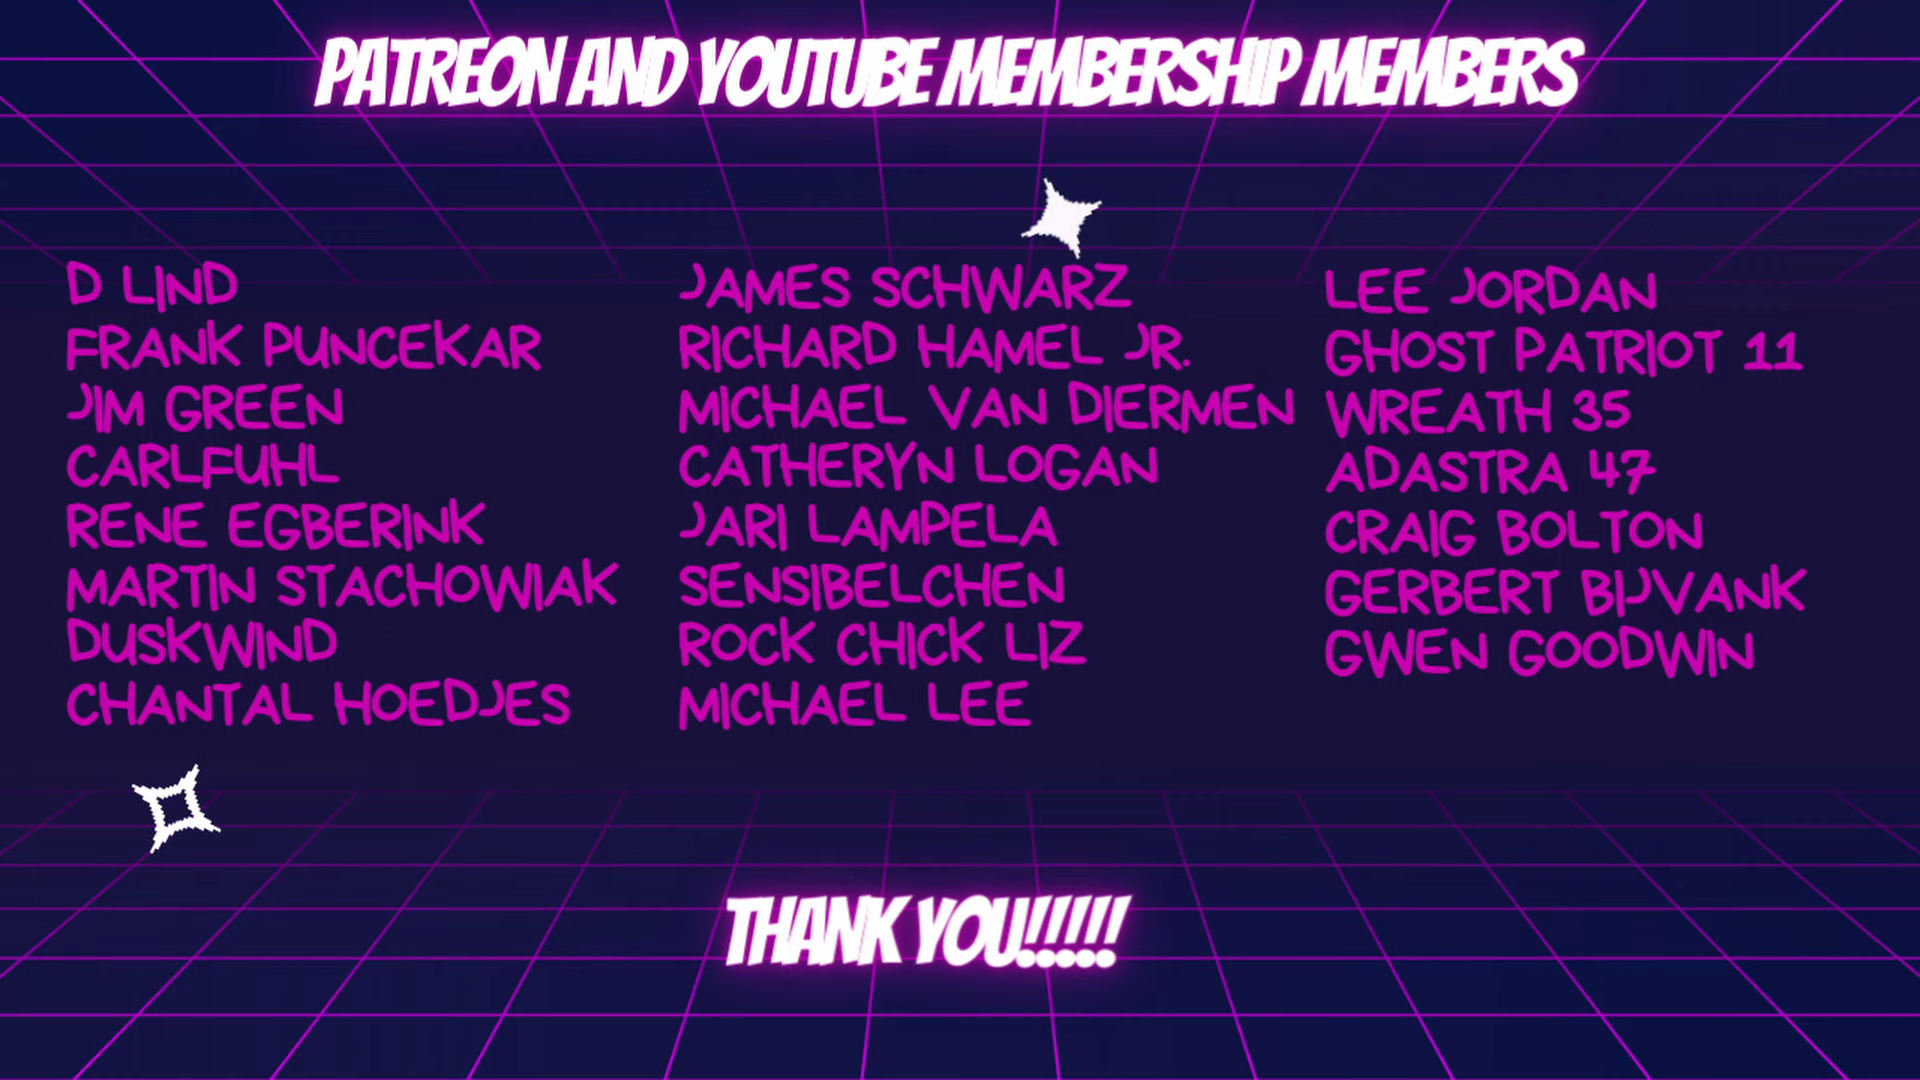 PATREON AND YOUTUBE MEMBERSHIP MEMBERS
D LIND
FRANK PUNCEKAR
JIM GREEN
CARLFUHL
RENE EGBERINK
MARTIN STACHOWIAK
DUSKWIND
CHANTAL HOEDJES
JAMES SCHWARZ
RICHARD HAMEL JR.
MICHAEL VAN DIERMEN
CATHERYN LOGAN
JARI LAMPELA
SENSIBELCHEN
ROCK CHICK LIZ
MICHAEL LEE
LEE JORDAN
GHOST PATRIOT 11
WREATH 35
ADASTRA 47
CRAIG BOLTON
GERBERT BIJVANK
GWEN GOODWIN
THANK YOU!!!!!